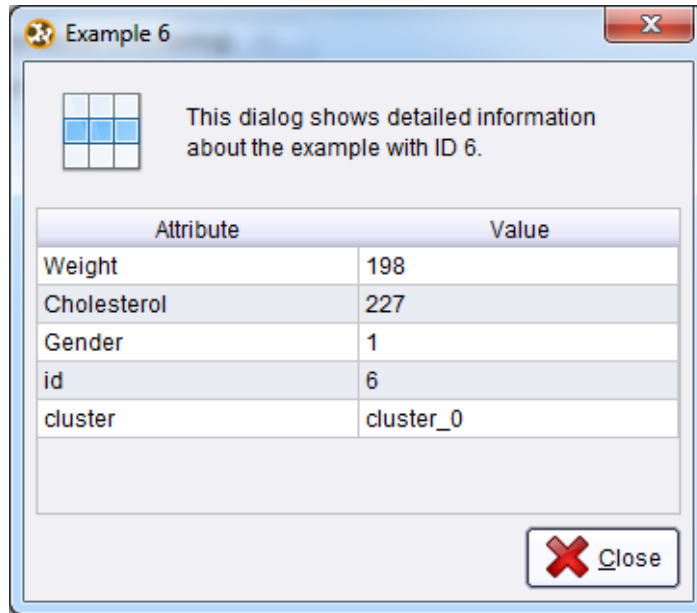 Example 6
This dialog shows detailed information
about the example with ID 6.
Attribute Value
Weight 198
Cholesterol 227
Gender 1
id 6
cluster cluster_0
Close